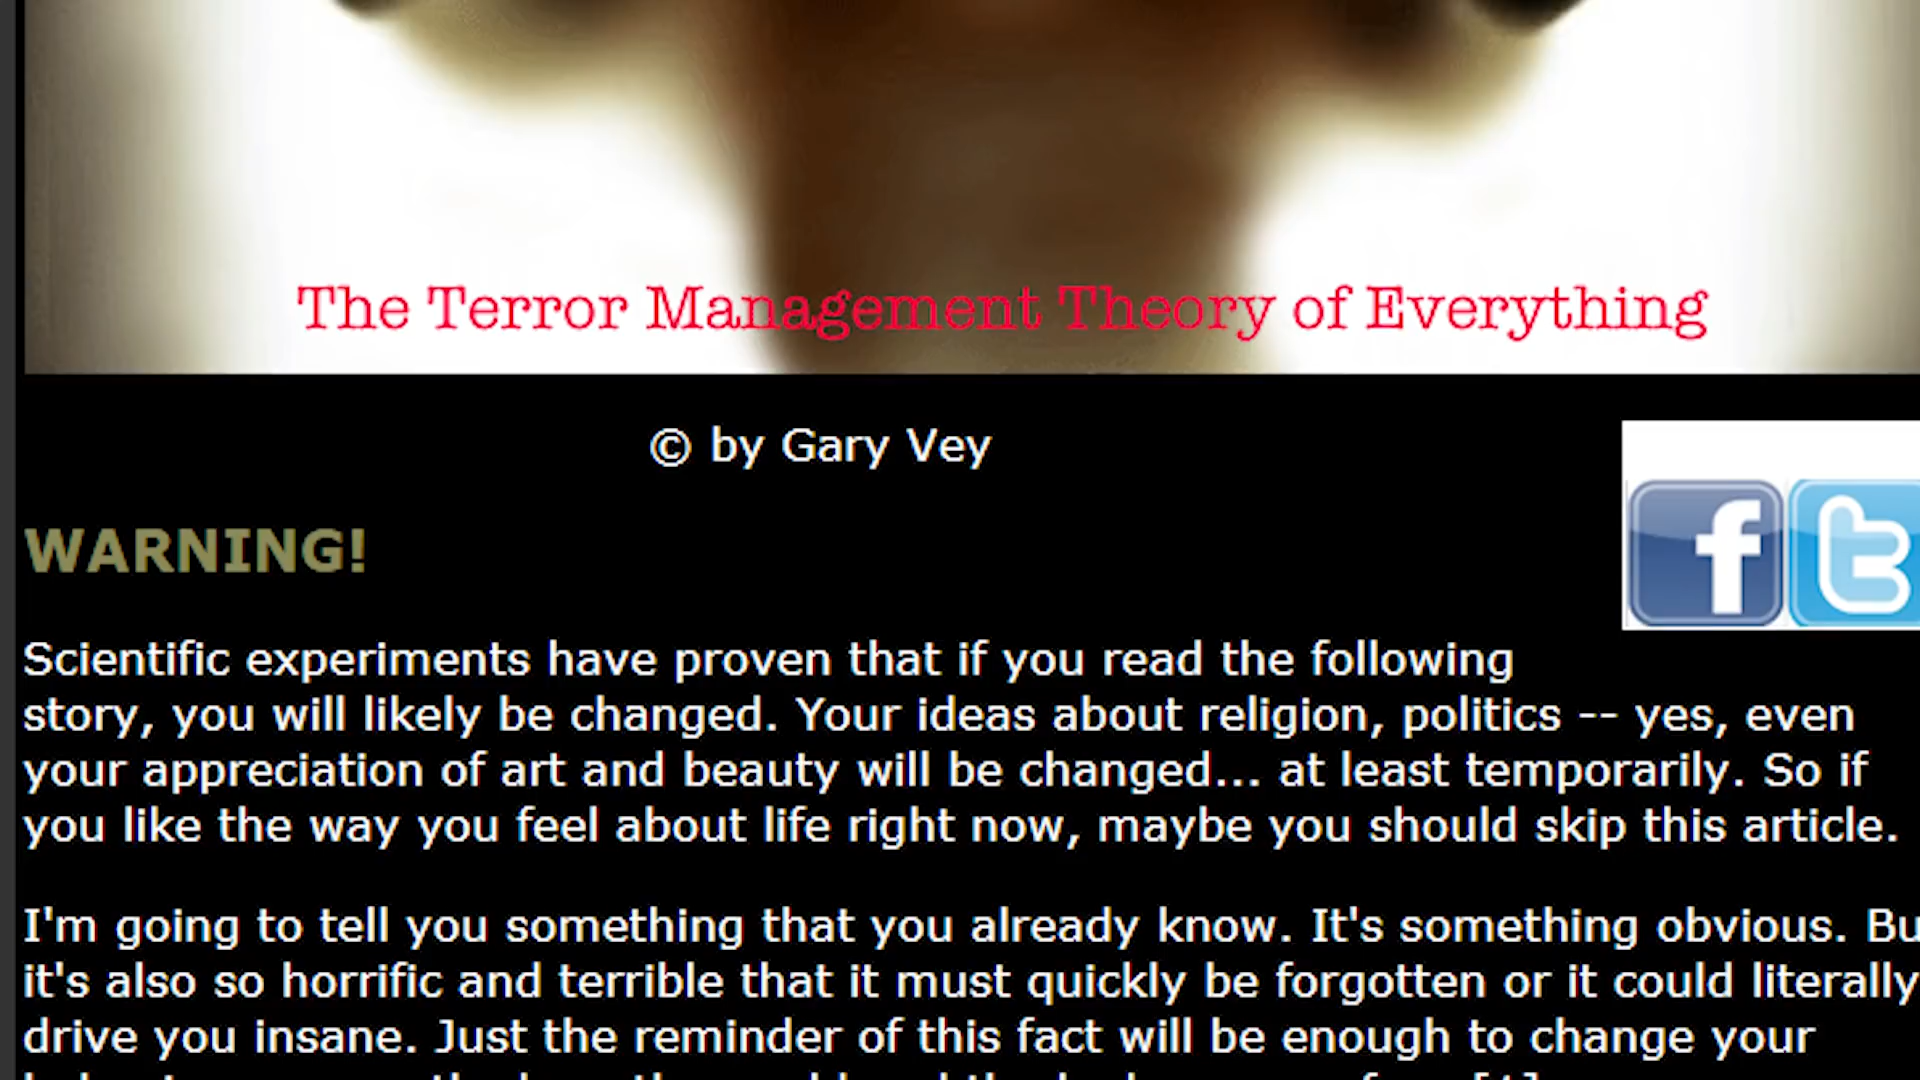 The Terror Management Theory of Everything
© by Gary Vey
WARNING!
Scientific experiments have proven that if you read the following
story, you will likely be changed. Your ideas about religion, politics -- yes, even
your appreciation of art and beauty will be changed... at least temporarily. So if
you like the way you feel about life right now, maybe you should skip this article.
I'm going to tell you something that you already know. It's something obvious. Bu
it's also so horrific and terrible that it must quickly be forgotten or it could literally
drive you insane. Just the reminder of this fact will be enough to change your